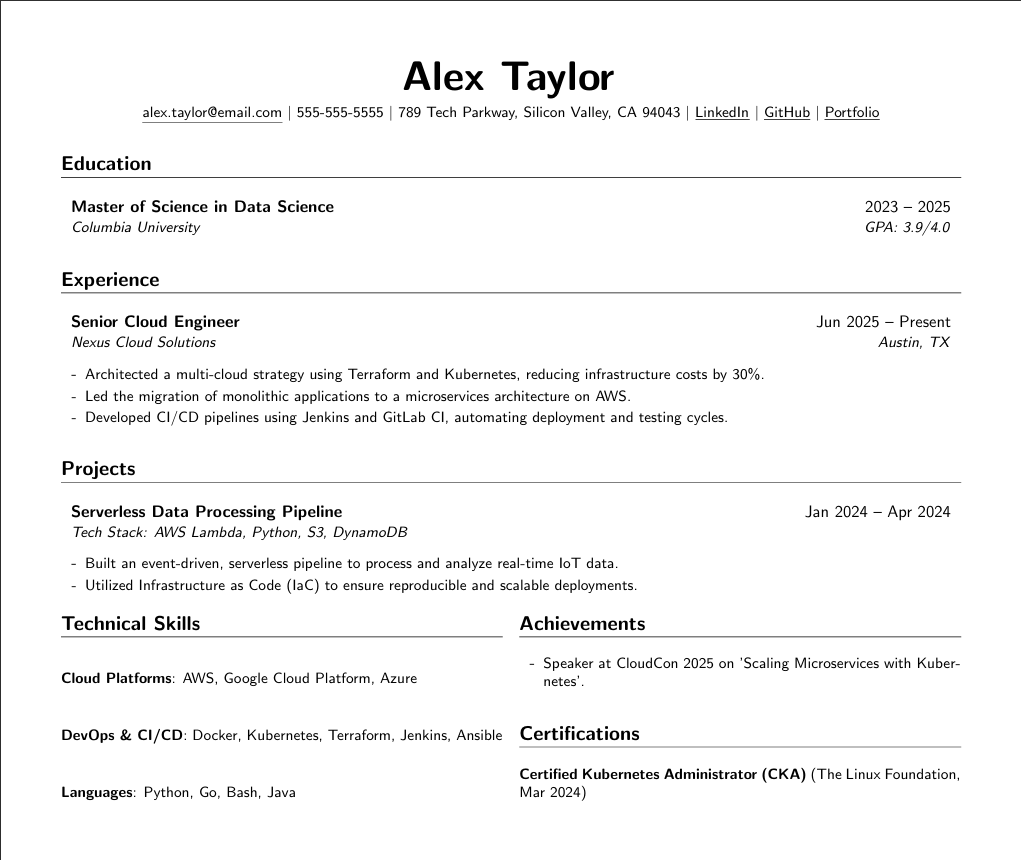 Alex Taylor
alex.taylor@email.com | 555-555-5555 | 789 Tech Parkway, Silicon Valley, CA 94043 | LinkedIn | GitHub | Portfolio
Education
Master of Science in Data Science 2023 – 2025
Columbia University GPA: 3.9/4.0
Experience
Senior Cloud Engineer Jun 2025 – Present
Nexus Cloud Solutions Austin, TX
- Architected a multi-cloud strategy using Terraform and Kubernetes, reducing infrastructure costs by 30%.
- Led the migration of monolithic applications to a microservices architecture on AWS.
- Developed CI/CD pipelines using Jenkins and GitLab CI, automating deployment and testing cycles.
Projects
Serverless Data Processing Pipeline Jan 2024 – Apr 2024
Tech Stack: AWS Lambda, Python, S3, DynamoDB
- Built an event-driven, serverless pipeline to process and analyze real-time IoT data.
- Utilized Infrastructure as Code (IaC) to ensure reproducible and scalable deployments.
Technical Skills
Cloud Platforms: AWS, Google Cloud Platform, Azure
DevOps & CI/CD: Docker, Kubernetes, Terraform, Jenkins, Ansible
Languages: Python, Go, Bash, Java
Achievements
- Speaker at CloudCon 2025 on 'Scaling Microservices with Kuber-
netes'.
Certifications
Certified Kubernetes Administrator (CKA) (The Linux Foundation,
Mar 2024)